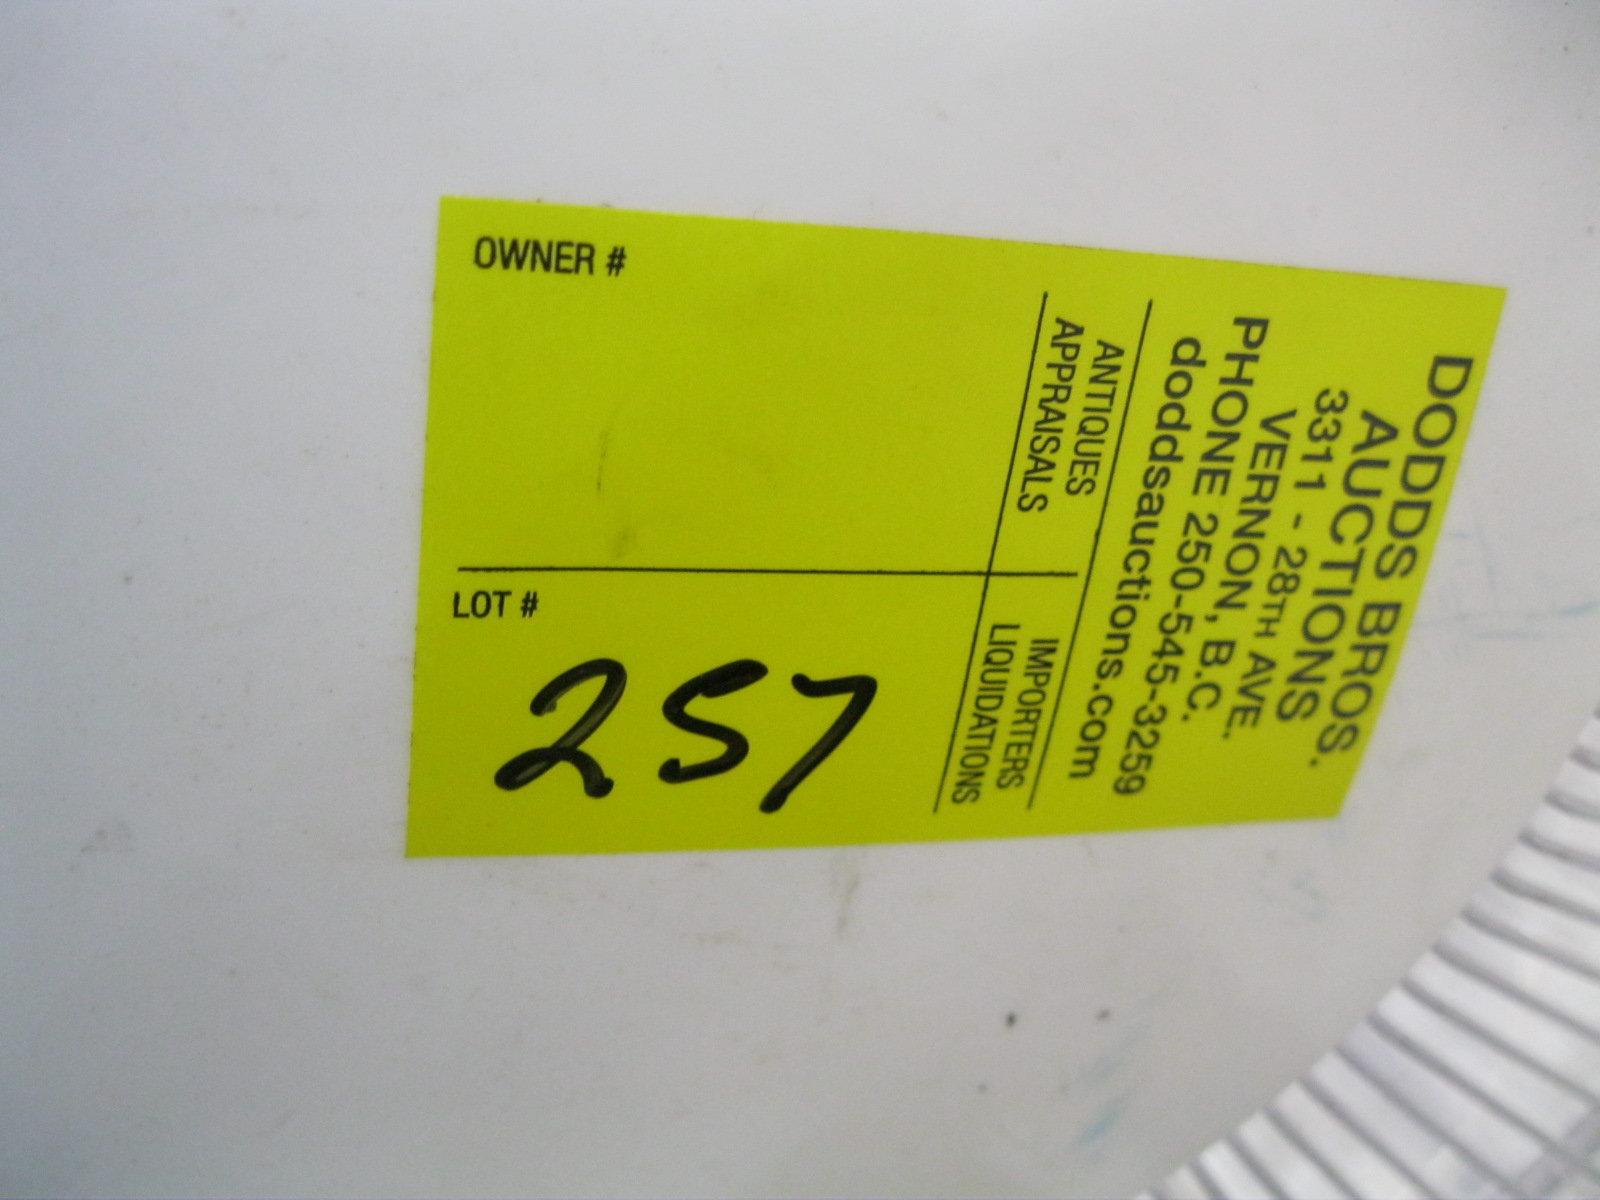 DODDS BROS.
AUCTIONS
3311 - 28TH AVE.
VERNON, B.C.
PHONE 250-545-3259
doddsauctions.com
ANTIQUES
APPRAISALS
IMPORTERS
LIQUIDATIONS
OWNER #
LOT #
257